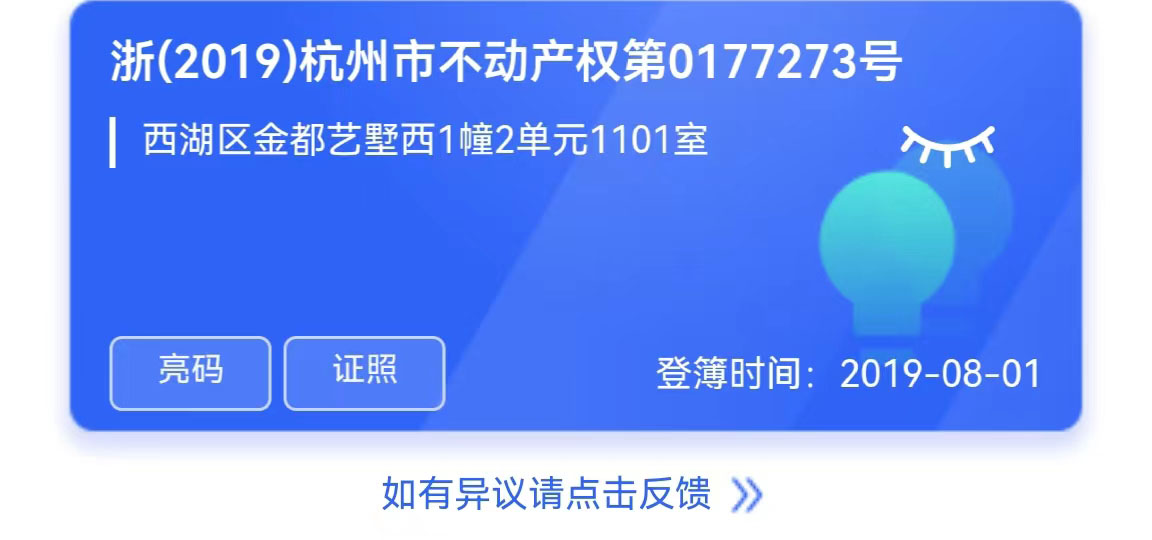 浙(2019)杭州市不动产权第0177273号
西湖区金都艺墅西1幢2单元1101室
亮码 证照 登簿时间：2019-08-01
如有异议请点击反馈